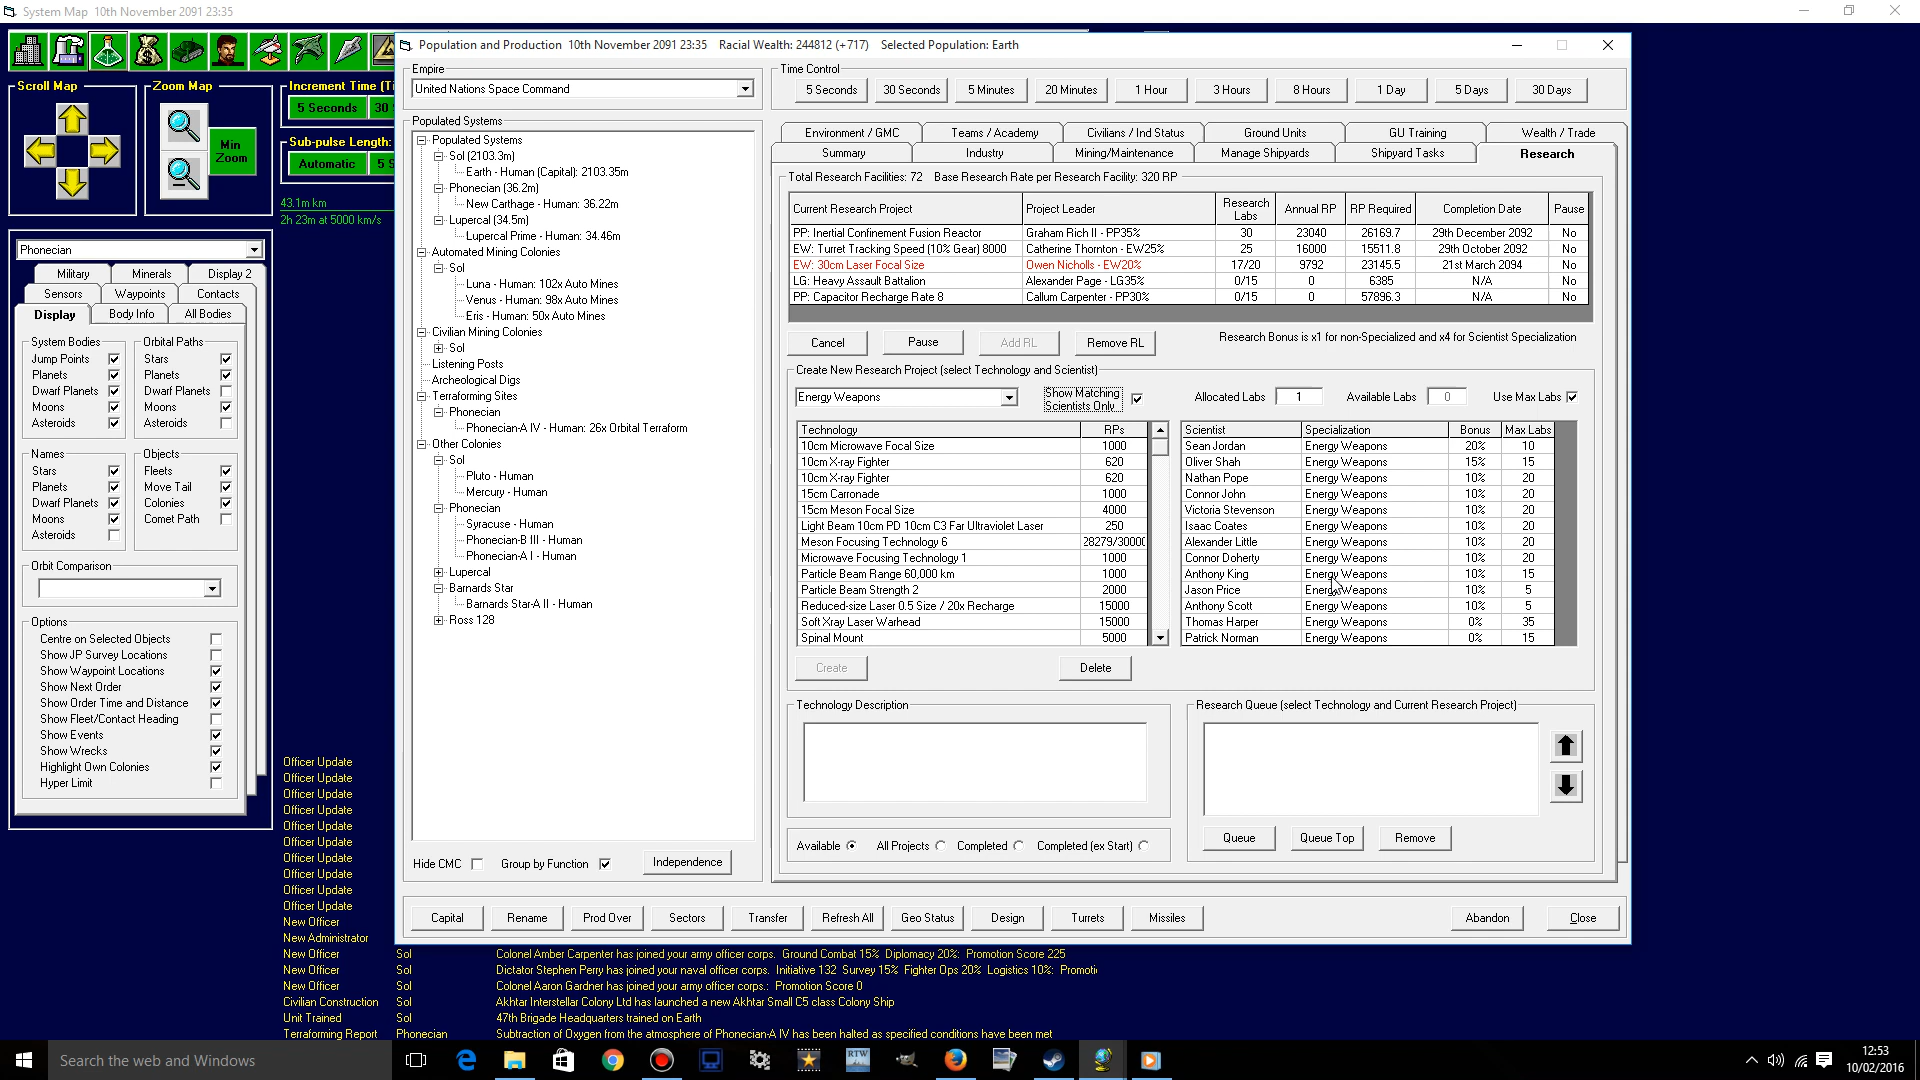 System Map   10th November 2091 23:35
Population and Production   10th November 2091 23:35   Racial Wealth: 244812 (+717)   Selected Population: Earth
Scroll Map
Zoom Map
Min Zoom
Increment Time (Ti
5 Seconds
30
Sub-pulse Length:
Automatic
5 S
43.1m km
2h 23m at 5000 km/s
Phonecian
Military   Minerals   Display 2
Sensors   Waypoints   Contacts
Display   Body Info   All Bodies
System Bodies
Jump Points
Planets
Dwarf Planets
Moons
Asteroids
Orbital Paths
Stars
Planets
Dwarf Planets
Moons
Asteroids
Names
Stars
Planets
Dwarf Planets
Moons
Asteroids
Objects
Fleets
Move Tail
Colonies
Comet Path
Orbit Comparison
Options
Centre on Selected Objects
Show JP Survey Locations
Show Waypoint Locations
Show Next Order
Show Order Time and Distance
Show Fleet/Contact Heading
Show Events
Show Wrecks
Highlight Own Colonies
Hyper Limit
Empire
United Nations Space Command
Populated Systems
Populated Systems
Sol (2103.3m)
Earth - Human (Capital): 2103.35m
Phonecian (36.2m)
New Carthage - Human: 36.22m
Lupercal (34.5m)
Lupercal Prime - Human: 34.46m
Automated Mining Colonies
Sol
Luna - Human: 102x Auto Mines
Venus - Human: 98x Auto Mines
Eris - Human: 50x Auto Mines
Civilian Mining Colonies
Sol
Listening Posts
Archeological Digs
Terraforming Sites
Phonecian
Phonecian-A IV - Human: 26x Orbital Terraform
Other Colonies
Sol
Pluto - Human
Mercury - Human
Phonecian
Syracuse - Human
Phonecian-B III - Human
Phonecian-A I - Human
Lupercal
Barnards Star
Barnards Star-A II - Human
Ross 128
Hide CMC
Group by Function
Independence
Time Control
5 Seconds   30 Seconds   5 Minutes   20 Minutes   1 Hour   3 Hours   8 Hours   1 Day   5 Days   30 Days
Environment / GMC   Teams / Academy   Civilians / Ind Status   Ground Units   GU Training   Wealth / Trade
Summary   Industry   Mining/Maintenance   Manage Shipyards   Shipyard Tasks   Research
Total Research Facilities: 72   Base Research Rate per Research Facility: 320 RP
Current Research Project   Project Leader   Research Labs   Annual RP   RP Required   Completion Date   Pause
PP: Inertial Confinement Fusion Reactor   Graham Rich II - PP35%   30   23040   26169.7   29th December 2092   No
EW: Turret Tracking Speed (10% Gear) 8000   Catherine Thornton - EW25%   25   16000   15511.8   29th October 2092   No
EW: 30cm Laser Focal Size   Owen Nicholls - EW20%   17/20   9792   23145.5   21st March 2094   No
LG: Heavy Assault Battalion   Alexander Page - LG35%   0/15   0   6385   N/A   No
PP: Capacitor Recharge Rate 8   Callum Carpenter - PP30%   0/15   0   57896.3   N/A   No
Cancel   Pause   Add RL   Remove RL   Research Bonus is x1 for non-Specialized and x4 for Scientist Specialization
Create New Research Project (select Technology and Scientist)
Energy Weapons   Show Matching Scientists Only   Allocated Labs   1   Available Labs   0   Use Max Labs
Technology   RPs
10cm Microwave Focal Size   1000
10cm X-ray Fighter   620
10cm X-ray Fighter   620
15cm Carronade   1000
15cm Meson Focal Size   4000
Light Beam 10cm PD 10cm C3 Far Ultraviolet Laser   250
Meson Focusing Technology 6   28279/30000
Microwave Focusing Technology 1   1000
Particle Beam Range 60,000 km   1000
Particle Beam Strength 2   2000
Reduced-size Laser 0.5 Size / 20x Recharge   15000
Soft Xray Laser Warhead   15000
Spinal Mount   5000
Scientist   Specialization   Bonus   Max Labs
Sean Jordan   Energy Weapons   20%   10
Oliver Shah   Energy Weapons   15%   15
Nathan Pope   Energy Weapons   10%   20
Connor John   Energy Weapons   10%   20
Victoria Stevenson   Energy Weapons   10%   20
Isaac Coates   Energy Weapons   10%   20
Alexander Little   Energy Weapons   10%   20
Connor Doherty   Energy Weapons   10%   20
Anthony King   Energy Weapons   10%   15
Jason Price   Energy Weapons   10%   5
Anthony Scott   Energy Weapons   10%   5
Thomas Harper   Energy Weapons   0%   35
Patrick Norman   Energy Weapons   0%   15
Create   Delete
Technology Description
Research Queue (select Technology and Current Research Project)
Available   All Projects   Completed   Completed (ex Start)
Queue   Queue Top   Remove
Capital   Rename   Prod Over   Sectors   Transfer   Refresh All   Geo Status   Design   Turrets   Missiles   Abandon   Close
Officer Update
Officer Update
Officer Update
Officer Update
Officer Update
Officer Update
Officer Update
Officer Update
Officer Update
Officer Update
New Officer
New Administrator
New Officer   Sol   Colonel Amber Carpenter has joined your army officer corps.  Ground Combat 15%  Diplomacy 20%:  Promotion Score 225
New Officer   Sol   Dictator Stephen Perry has joined your naval officer corps.  Initiative 132  Survey 15%  Fighter Ops 20%  Logistics 10%:  Promoti
New Officer   Sol   Colonel Aaron Gardner has joined your army officer corps.:  Promotion Score 0
Civilian Construction   Sol   Akhtar Interstellar Colony Ltd has launched a new Akhtar Small C5 class Colony Ship
Unit Trained   Sol   47th Brigade Headquarters trained on Earth
Terraforming Report   Phonecian   Subtraction of Oxygen from the atmosphere of Phonecian-A IV has been halted as specified conditions have been met
Search the web and Windows
RTW
12:53
10/02/2016